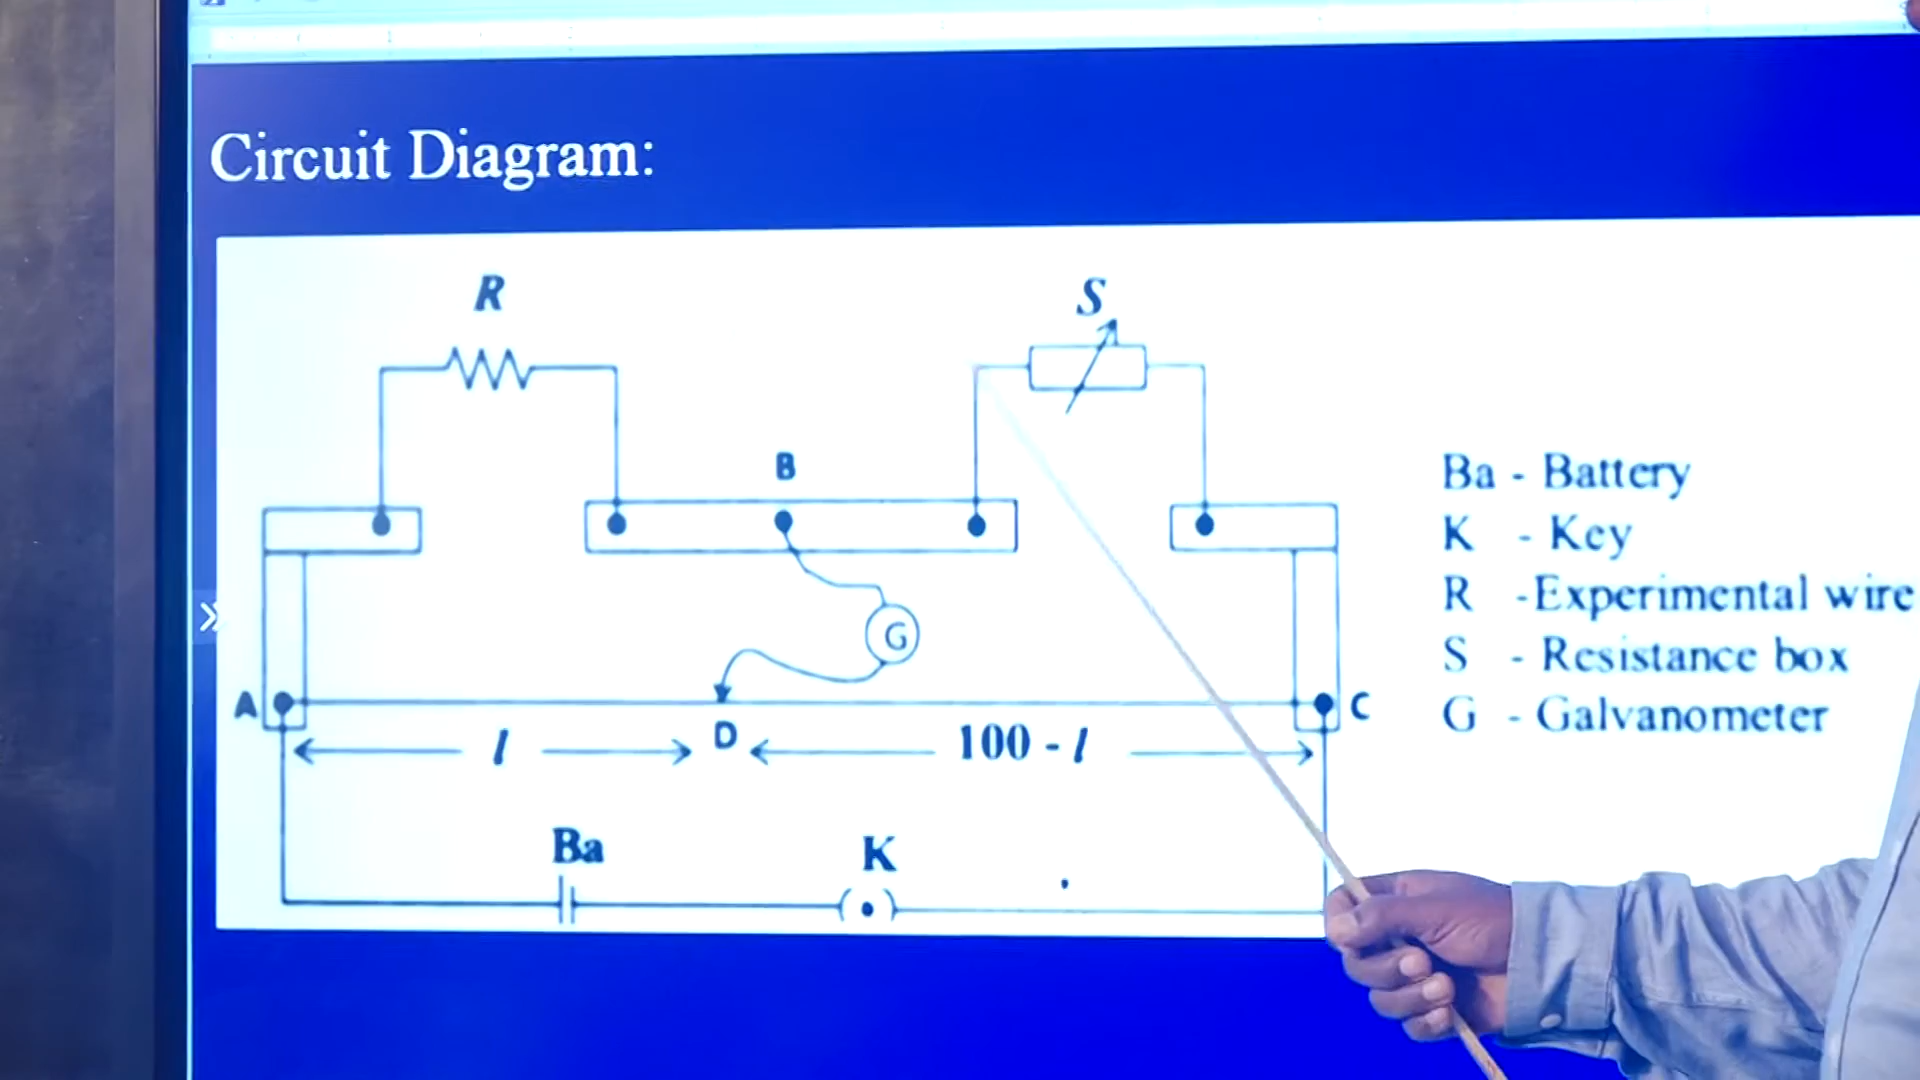 Circuit Diagram:
R
S
B
G
A
C
l
D
100 - l
Ba
K
Ba - Battery
K - Key
R -Experimental wire
S - Resistance box
G - Galvanometer